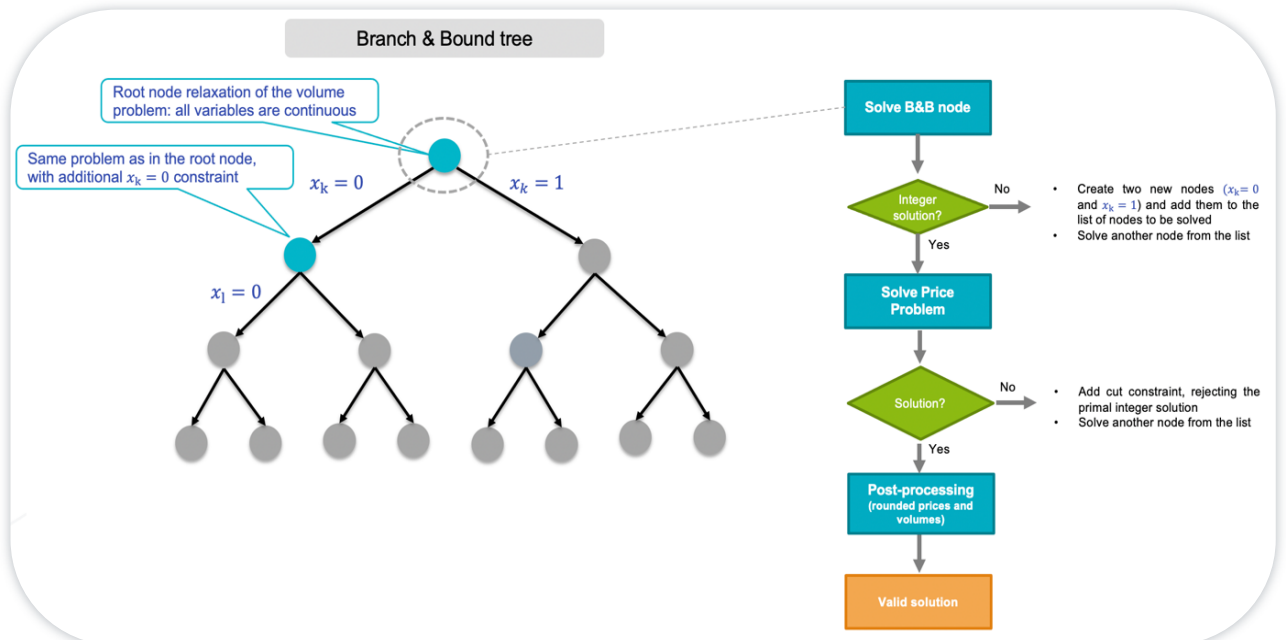 Branch & Bound tree
Root node relaxation of the volume
problem: all variables are continuous
Same problem as in the root node,
with additional xₖ = 0 constraint
xₖ = 0
xₖ = 1
xₗ = 0
Solve B&B node
Integer
solution?
No
• Create two new nodes (xₖ= 0
and xₖ = 1) and add them to the
list of nodes to be solved
• Solve another node from the list
Yes
Solve Price
Problem
Solution?
No
• Add cut constraint, rejecting the
primal integer solution
• Solve another node from the list
Yes
Post-processing
(rounded prices and
volumes)
Valid solution